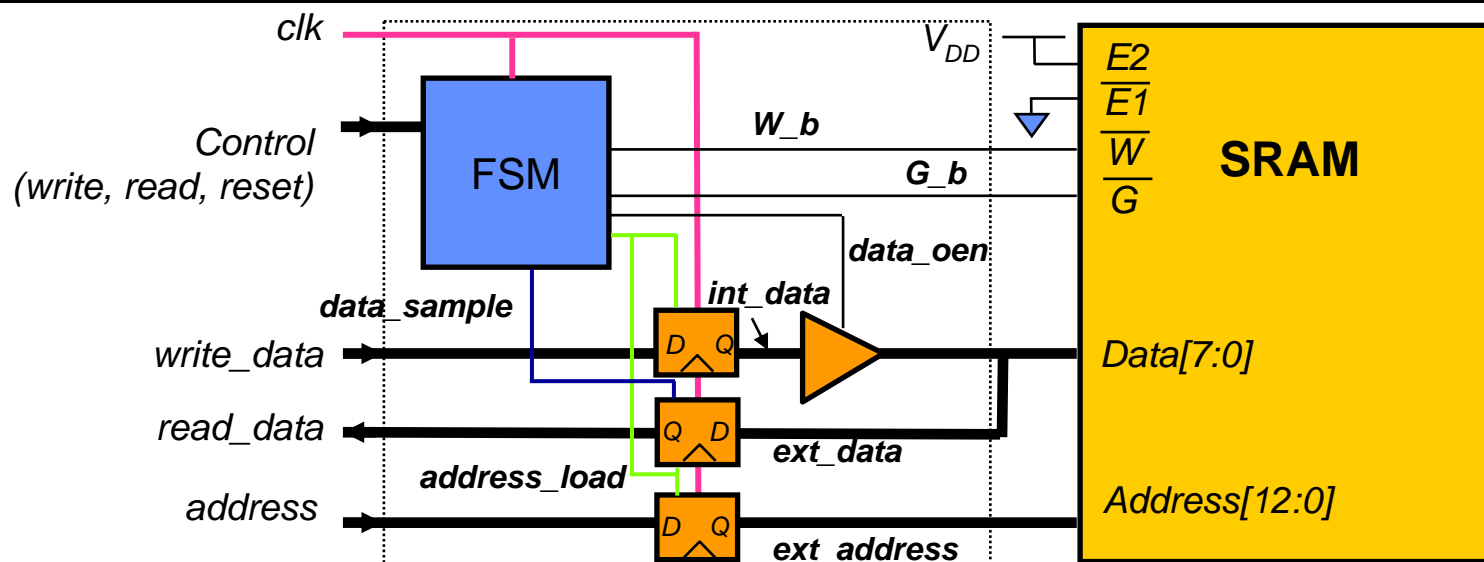 clk
V_DD
E2
E1
W
G
SRAM
Control
(write, read, reset)
FSM
W_b
G_b
data_oen
data_sample
int_data
write_data
D
Q
Data[7:0]
read_data
Q
D
ext_data
address_load
address
D
Q
ext_address
Address[12:0]